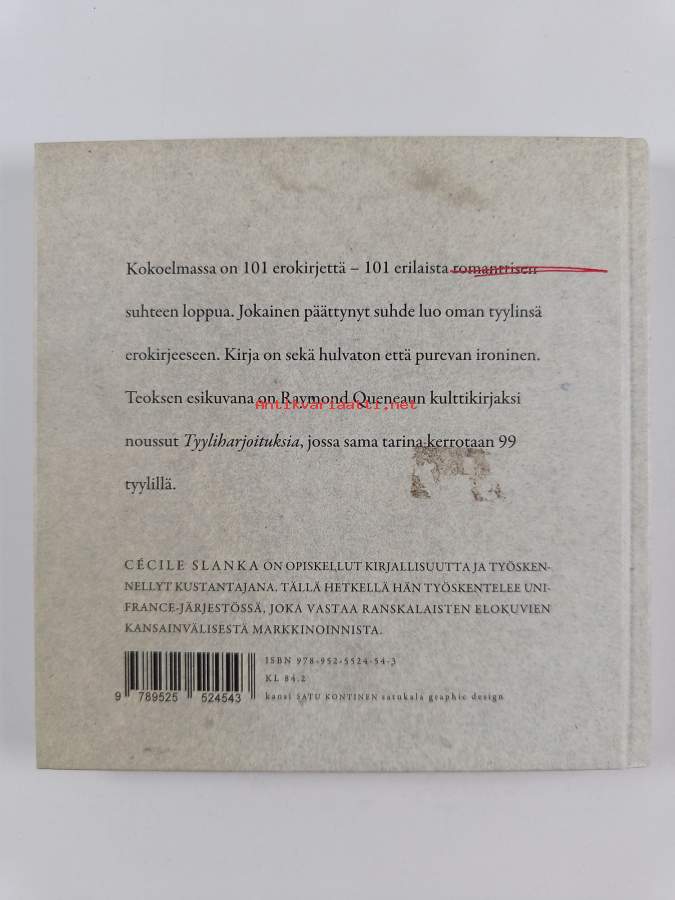 Kokoelmassa on 101 erokirjettä – 101 erilaista romanttisen
suhteen loppua. Jokainen päättynyt suhde luo oman tyylinsä
erokirjeeseen. Kirja on sekä hulvaton että purevan ironinen.
Teoksen esikuvana on Raymond Queneaun kulttikirjaksi
Antikvariaatti.net
noussut Tyyliharjoituksia, jossa sama tarina kerrotaan 99
tyylillä.
CÉCILE SLANKA ON OPISKELLUT KIRJALLISUUTTA JA TYÖSKEN-
NELLYT KUSTANTAJANA. TÄLLÄ HETKELLÄ HÄN TYÖSKENTELEE UNI-
FRANCE-JÄRJESTÖSSÄ, JOKA VASTAA RANSKALAISTEN ELOKUVIEN
KANSAINVÄLISESTÄ MARKKINOINNISTA.
ISBN 978-952-5524-54-3
KL 84.2
kansi SATU KONTINEN satukala graphic design
9 789525 524543